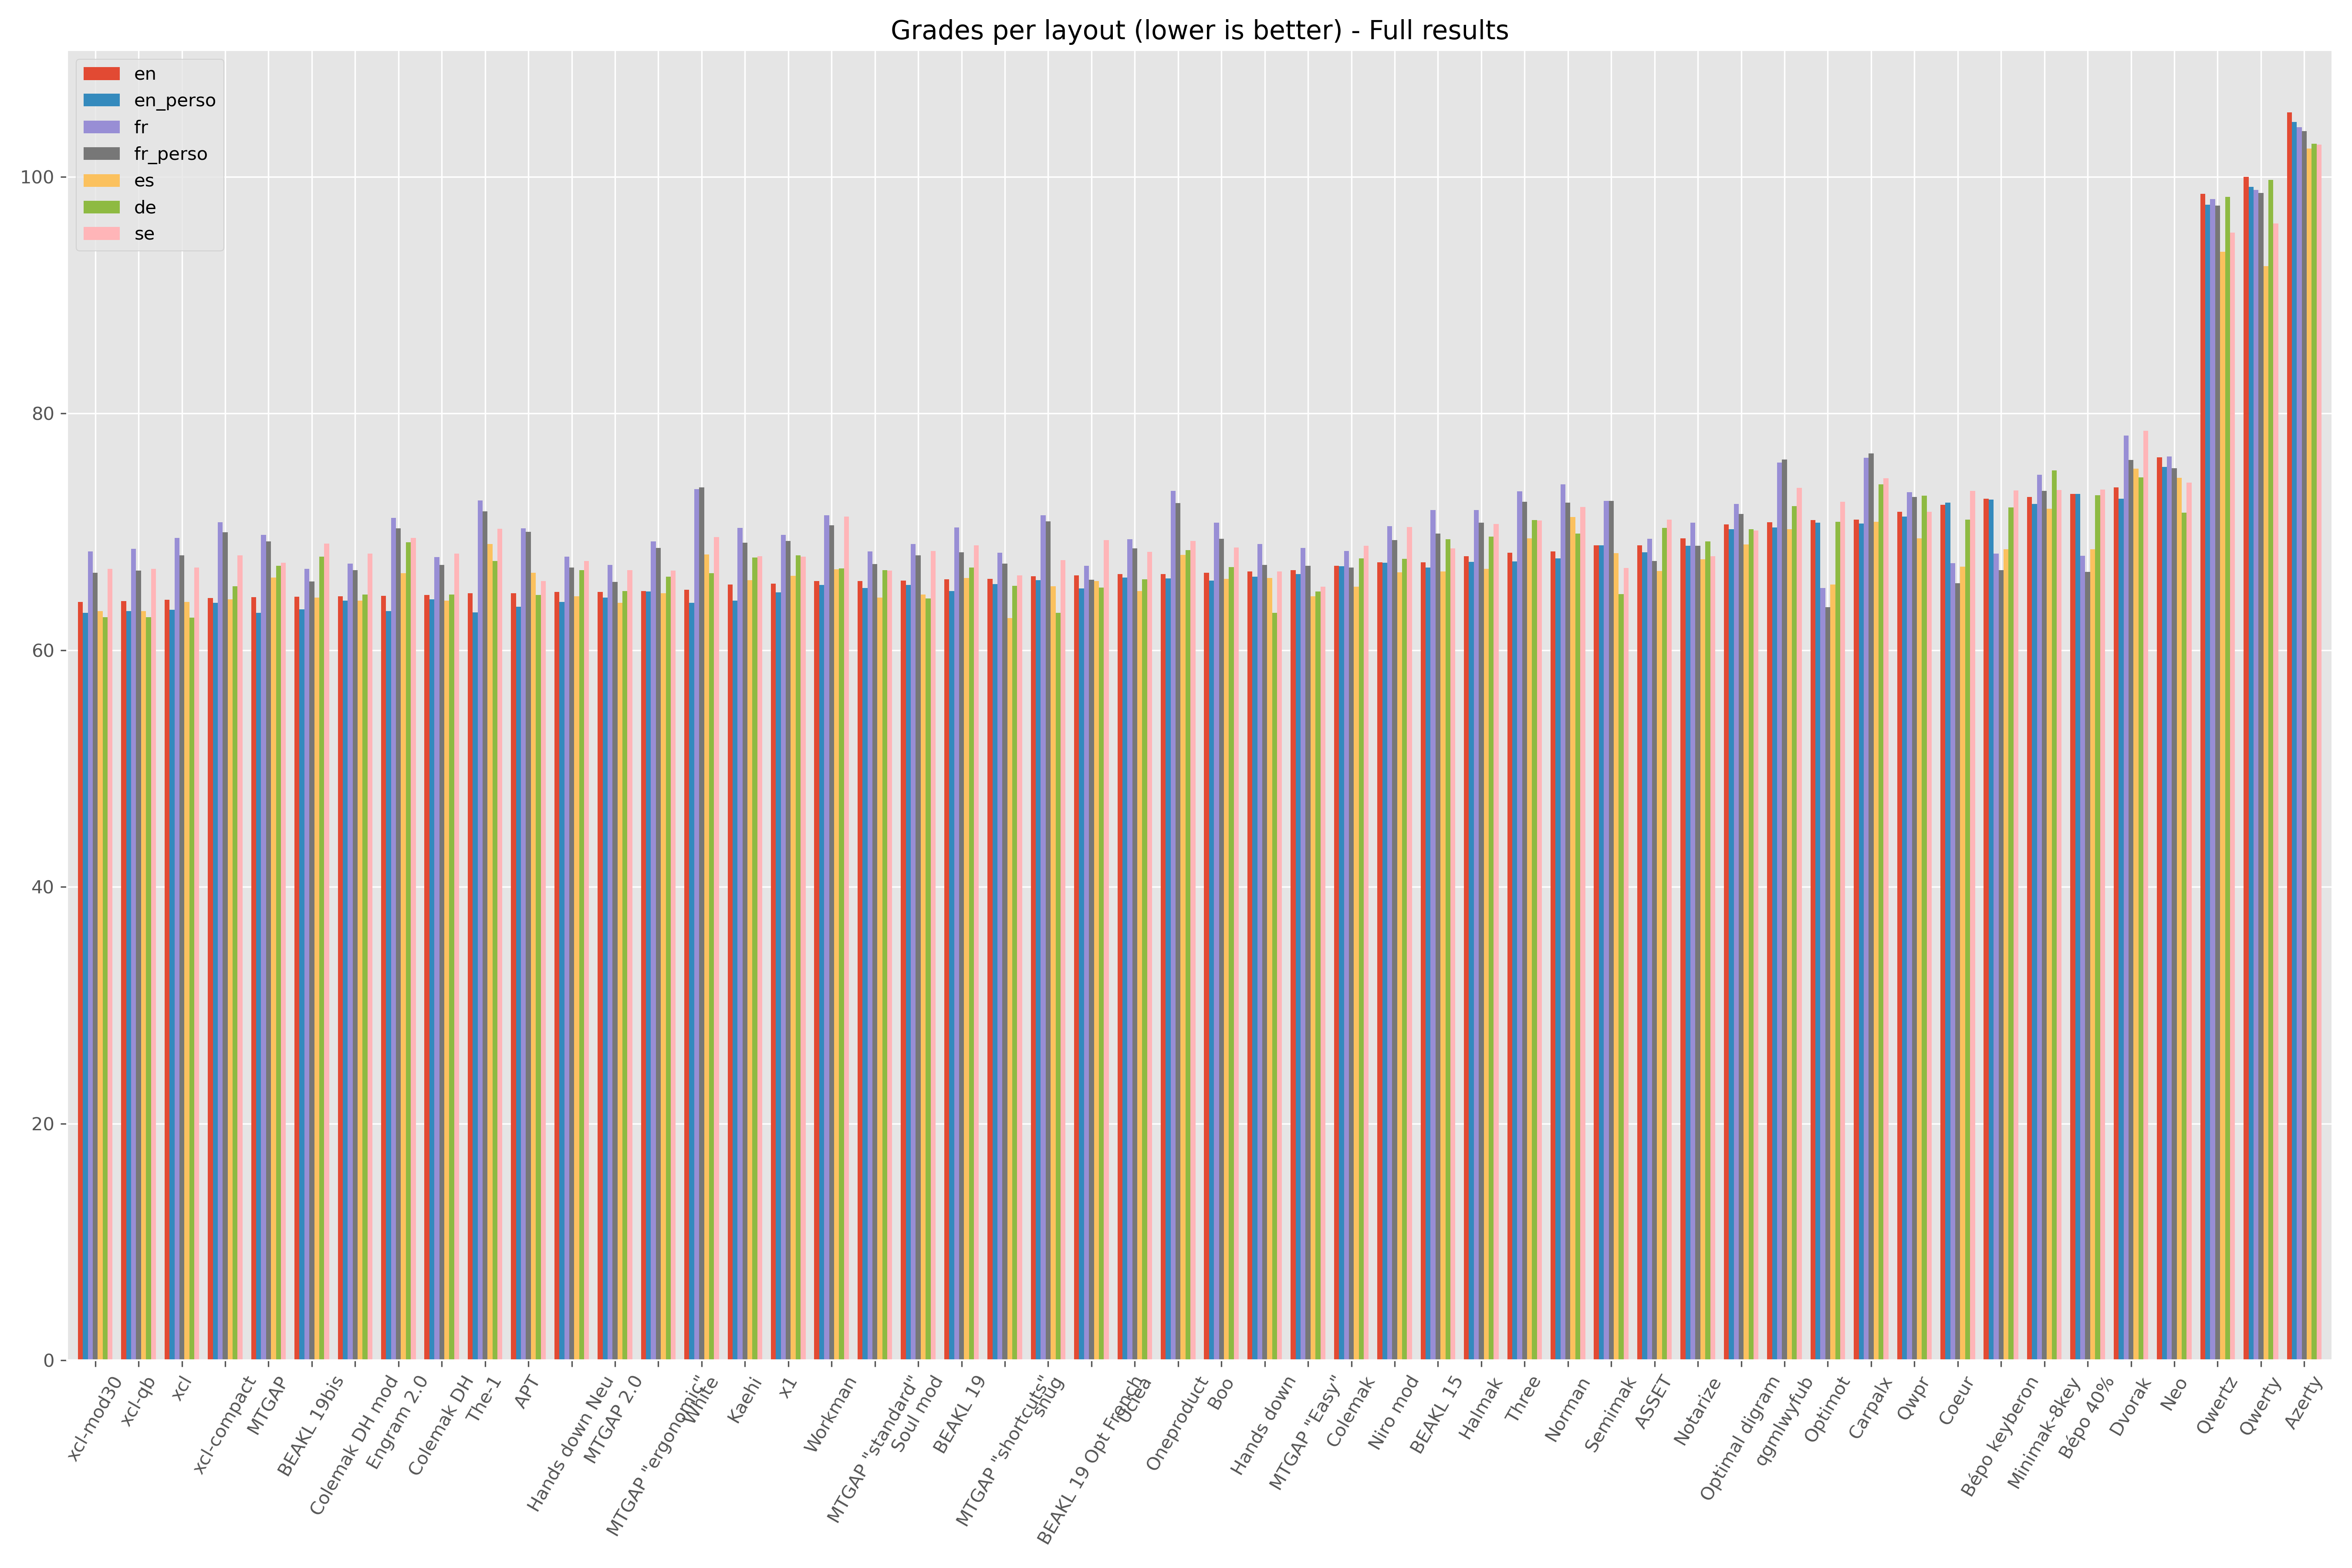 Grades per layout (lower is better) - Full results
en
en_perso
fr
fr_perso
es
de
se
100
80
60
40
20
0
xcl-mod30
xcl-qb
xcl
xcl-compact
MTGAP
BEAKL 19bis
Colemak DH mod
Engram 2.0
Colemak DH
The-1
APT
Hands down Neu
MTGAP 2.0
MTGAP "ergonomic"
White
Kaehi
x1
Workman
MTGAP "standard"
Soul mod
BEAKL 19
MTGAP "shortcuts"
snug
BEAKL 19 Opt French
Uciea
Oneproduct
Boo
Hands down
MTGAP "Easy"
Colemak
Niro mod
BEAKL 15
Halmak
Three
Norman
Semimak
ASSET
Notarize
Optimal digram
qgmlwyfub
Optimot
Carpalx
Qwpr
Coeur
Bépo keyberon
Minimak-8key
Bépo 40%
Dvorak
Neo
Qwertz
Qwerty
Azerty